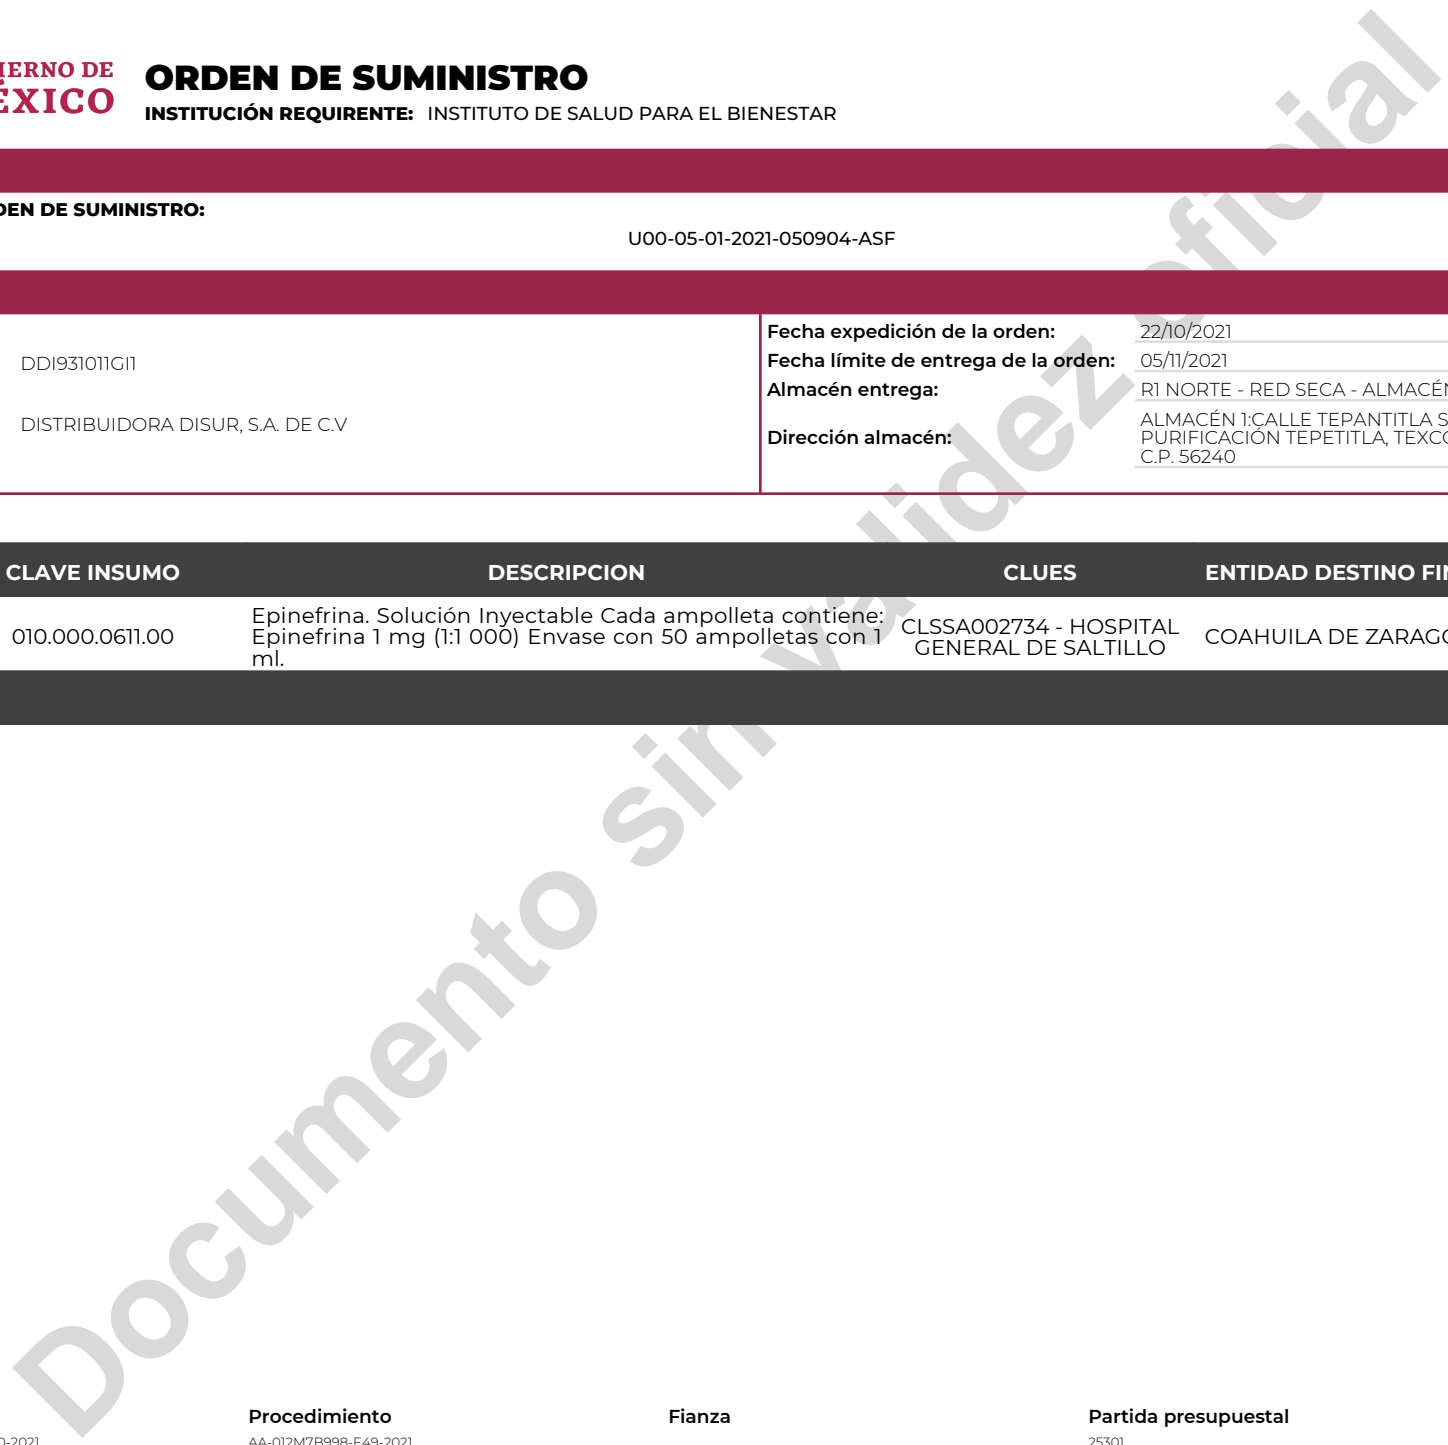 ORDEN DE SUMINISTRO
INSTITUCIÓN REQUIRENTE: INSTITUTO DE SALUD PARA EL BIENESTAR
DE SUMINISTRO:
U00-05-01-2021-050904-ASF
DDI931011GI1
DISTRIBUIDORA DISUR, S.A. DE C.V
Fecha expedición de la orden: 22/10/2021
Fecha límite de entrega de la orden: 05/11/2021
Almacén entrega: R1 NORTE - RED SECA - ALMACÉN
Dirección almacén:
ALMACÉN 1:CALLE TEPANTITLA S
PURIFICACIÓN TEPETITLA, TEXCO
C.P. 56240
CLAVE INSUMO DESCRIPCION CLUES ENTIDAD DESTINO FIN
010.000.0611.00
Epinefrina. Solución Inyectable Cada ampolleta contiene:
Epinefrina 1 mg (1:1 000) Envase con 50 ampolletas con 1
ml.
CLSSA002734 - HOSPITAL
GENERAL DE SALTILLO
COAHUILA DE ZARAGO
Documento sin validez oficial
Procedimiento Fianza Partida presupuestal